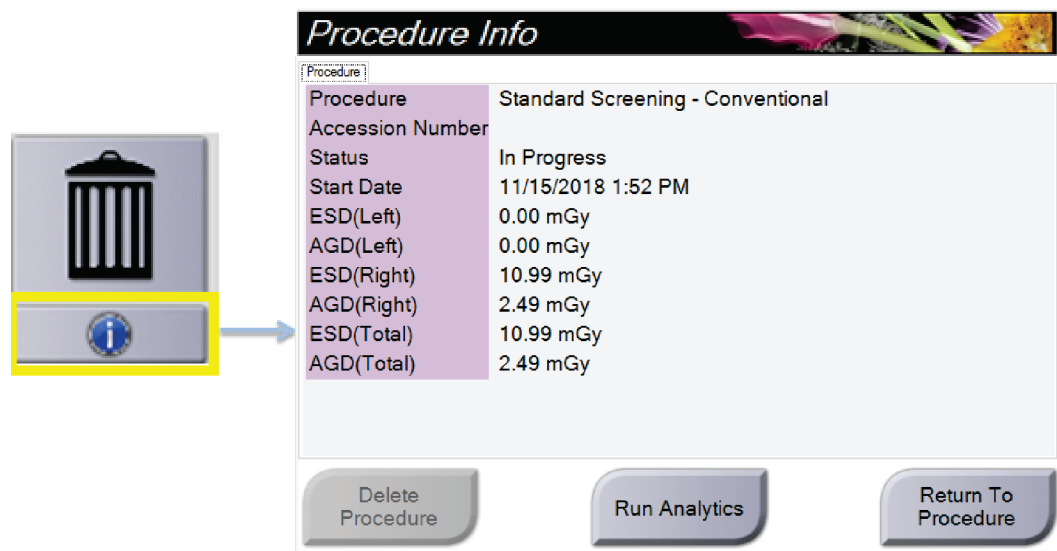 Procedure Info
Procedure
Procedure Standard Screening - Conventional
Accession Number
Status In Progress
Start Date 11/15/2018 1:52 PM
ESD(Left) 0.00 mGy
AGD(Left) 0.00 mGy
ESD(Right) 10.99 mGy
AGD(Right) 2.49 mGy
ESD(Total) 10.99 mGy
AGD(Total) 2.49 mGy
Delete
Procedure
Run Analytics
Return To
Procedure